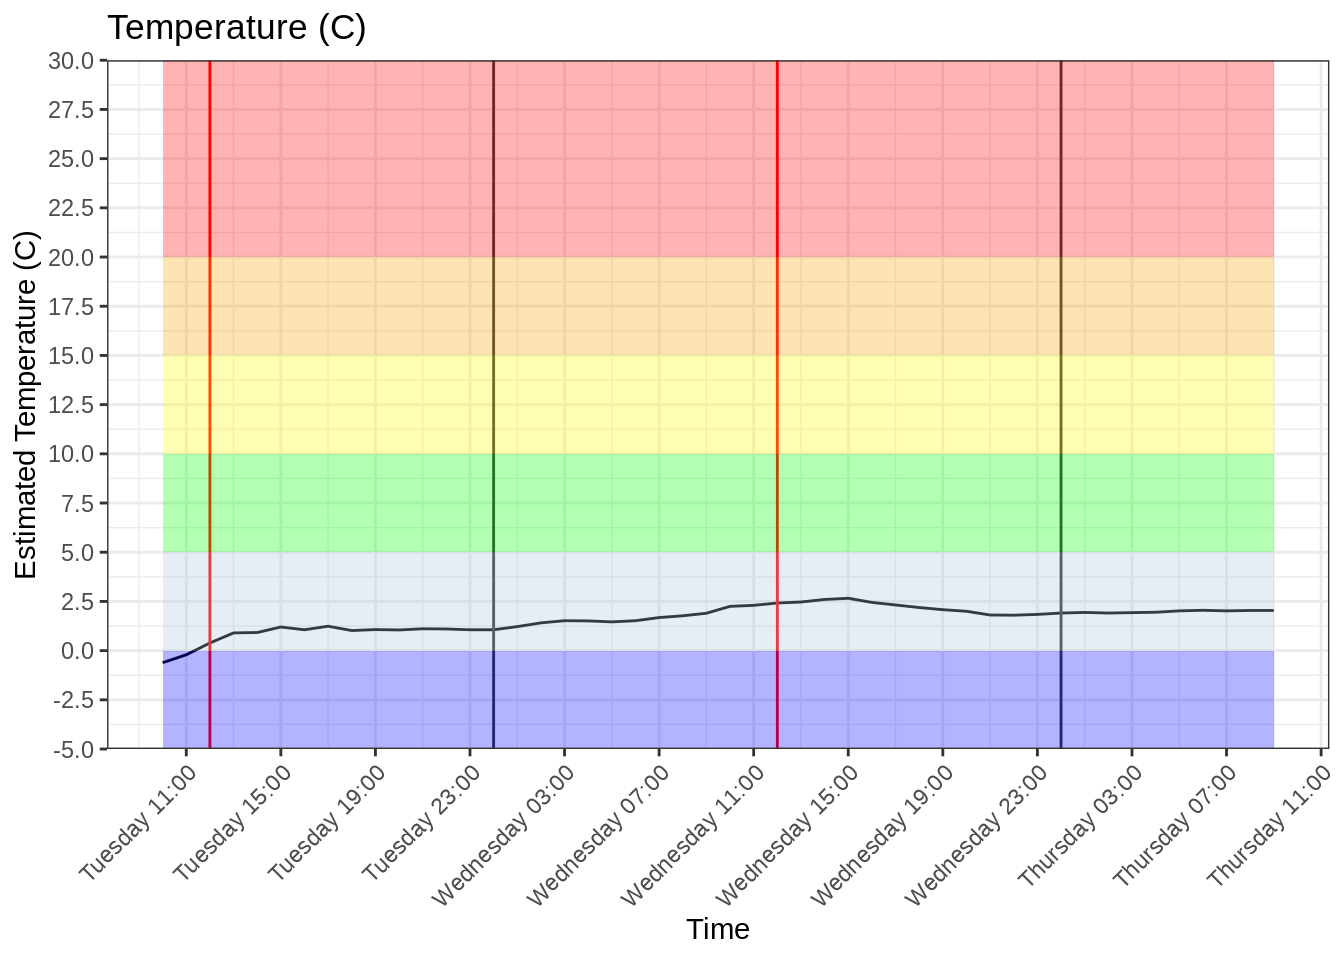 Temperature (C)
Estimated Temperature (C)
30.0
27.5
25.0
22.5
20.0
17.5
15.0
12.5
10.0
7.5
5.0
2.5
0.0
-2.5
-5.0
Tuesday 11:00
Tuesday 15:00
Tuesday 19:00
Tuesday 23:00
Wednesday 03:00
Wednesday 07:00
Wednesday 11:00
Wednesday 15:00
Wednesday 19:00
Wednesday 23:00
Thursday 03:00
Thursday 07:00
Thursday 11:00
Time